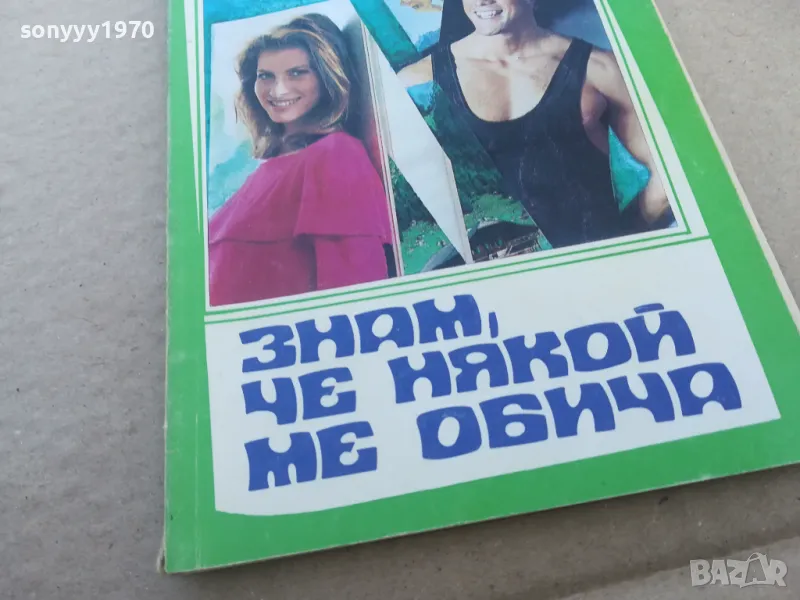 sonyyy1970
ЗНАМ,
ЧЕ НЯКОЙ
МЕ ОБИЧА
BAZAR